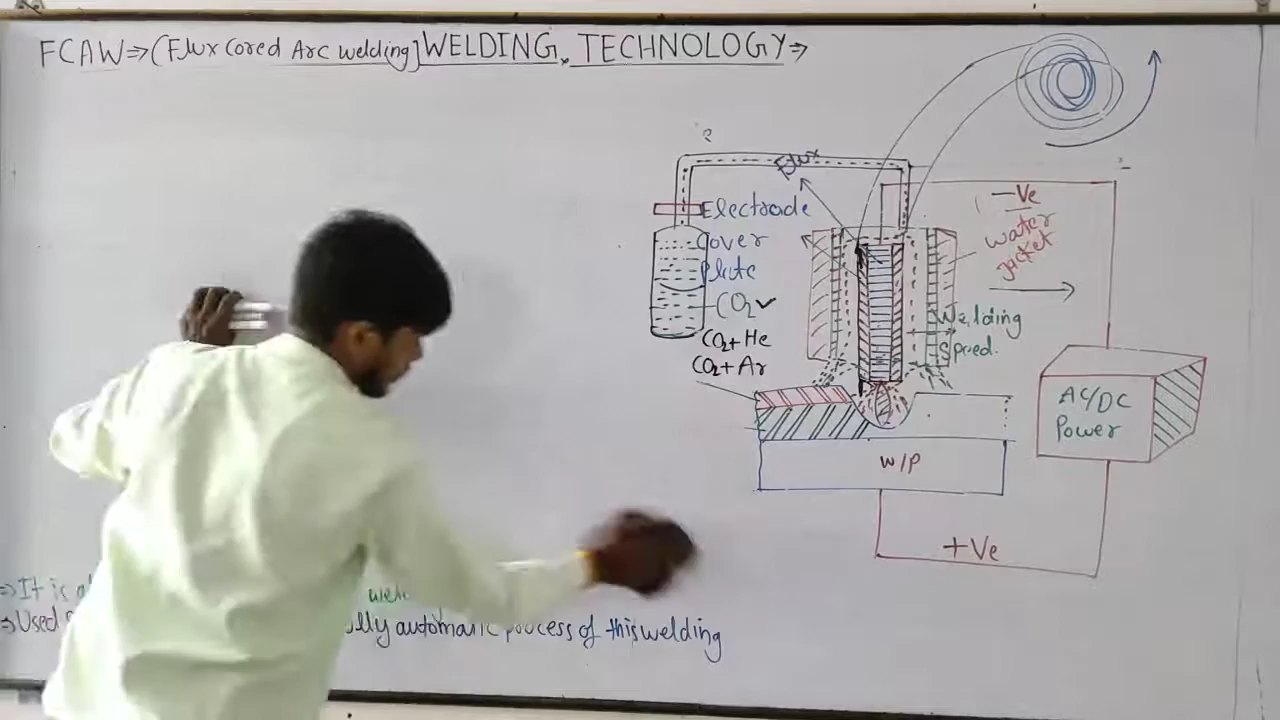 FCAW⇒(Flux Cored Arc welding] WELDING. TECHNOLOGY⇒
Flux
Electrode
cover
plate
CO₂✓
CO₂+He
CO₂+Ar
-Ve
water
jacket
Welding
speed.
AC/DC
Power
W/P
+Ve
⇒It is
⇒Used automatic process of this welding